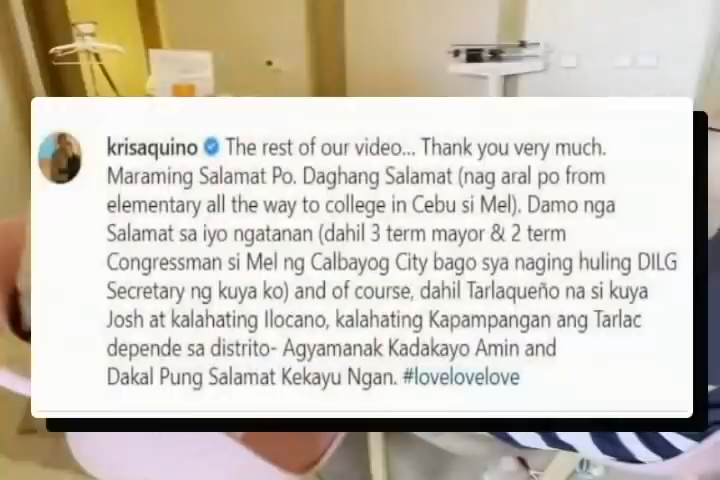 krisaquino The rest of our video... Thank you very much.
Maraming Salamat Po. Daghang Salamat (nag aral po from
elementary all the way to college in Cebu si Mel). Damo nga
Salamat sa iyo ngatanan (dahil 3 term mayor & 2 term
Congressman si Mel ng Calbayog City bago sya naging huling DILG
Secretary ng kuya ko) and of course, dahil Tarlaqueño na si kuya
Josh at kalahating Ilocano, kalahating Kapampangan ang Tarlac
depende sa distrito- Agyamanak Kadakayo Amin and
Dakal Pung Salamat Kekayu Ngan. #lovelovelove